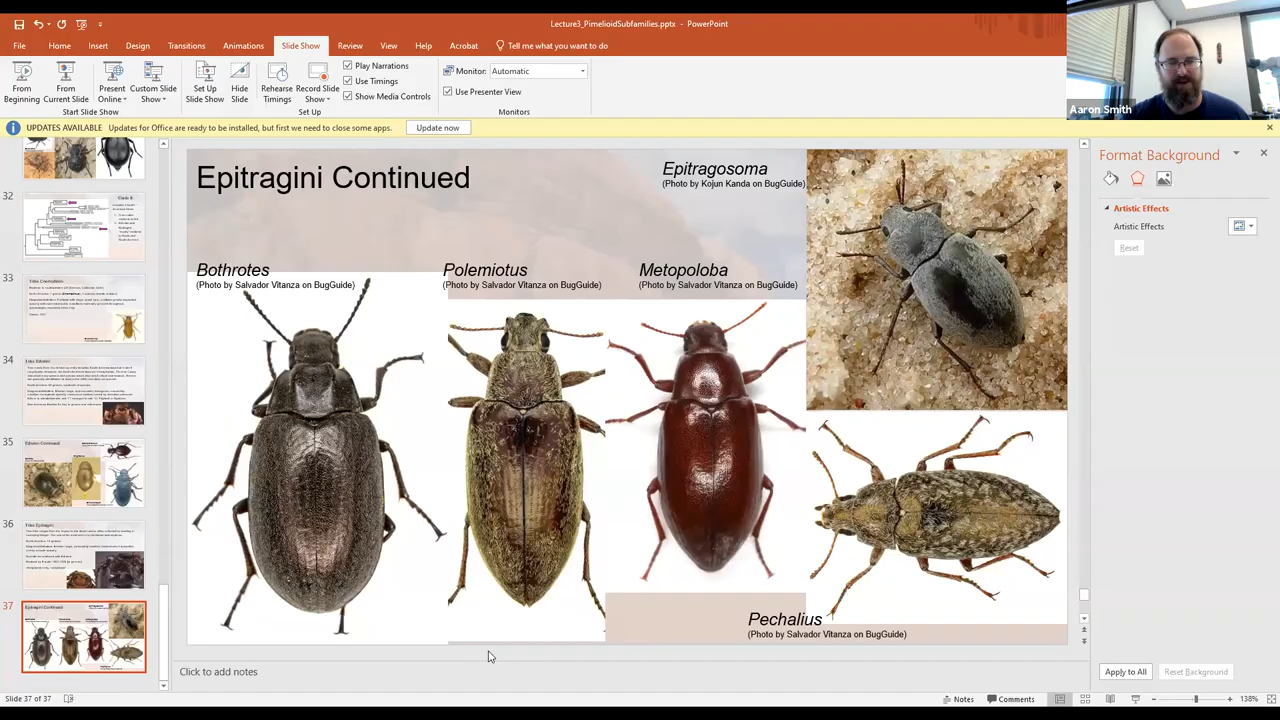 Lecture3_PimelioidSubfamilies.pptx - PowerPoint
File Home Insert Design Transitions Animations Slide Show Review View Help Acrobat Tell me what you want to do
From Beginning
From Current Slide
Present Online
Custom Slide Show
Start Slide Show
Set Up Slide Show
Hide Slide
Rehearse Timings
Record Slide Show
Play Narrations
Use Timings
Show Media Controls
Set Up
Monitor: Automatic
Use Presenter View
Monitors
Aaron Smith
UPDATES AVAILABLE Updates for Office are ready to be installed, but first we need to close some apps. Update now
32
33
34
35
36
37
Epitragini Continued
Epitragosoma
(Photo by Kojun Kanda on BugGuide)
Bothrotes
(Photo by Salvador Vitanza on BugGuide)
Polemiotus
(Photo by Salvador Vitanza on BugGuide)
Metopoloba
(Photo by Salvador Vitanza on BugGuide)
Pechalius
(Photo by Salvador Vitanza on BugGuide)
Format Background
Artistic Effects
Artistic Effects
Reset
Click to add notes
Apply to All
Reset Background
Slide 37 of 37
Notes
Comments
138%